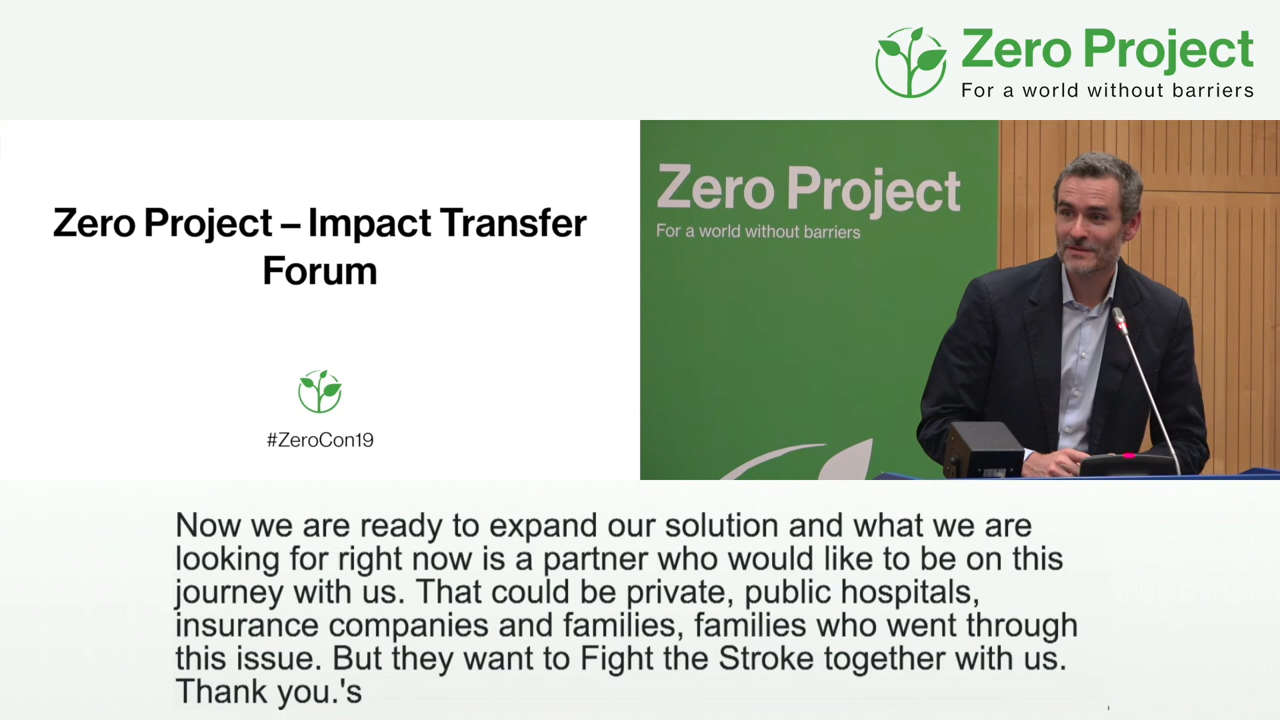 Zero Project
For a world without barriers
Zero Project – Impact Transfer
Forum
#ZeroCon19
Zero Project
For a world without barriers
Now we are ready to expand our solution and what we are
looking for right now is a partner who would like to be on this
journey with us. That could be private, public hospitals,
insurance companies and families, families who went through
this issue. But they want to Fight the Stroke together with us.
Thank you.'s